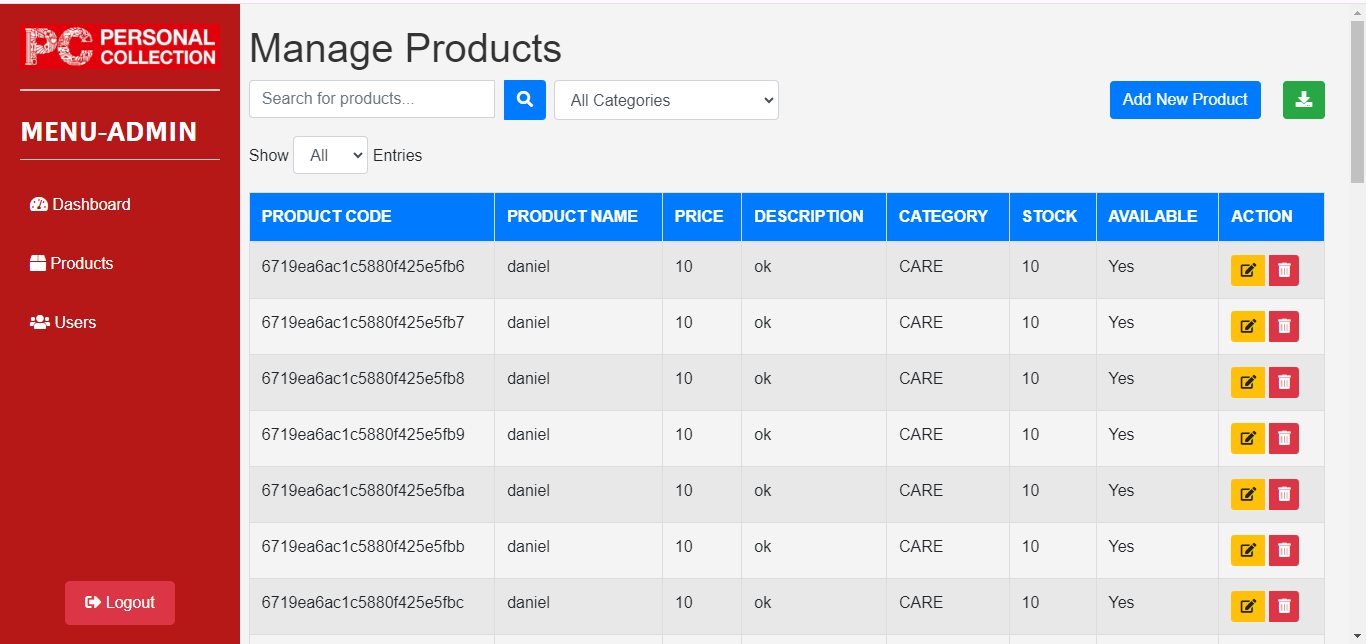 PC PERSONAL
COLLECTION
MENU-ADMIN
Dashboard
Products
Users
Logout
Manage Products
Search for products... All Categories Add New Product
Show All Entries
PRODUCT CODE PRODUCT NAME PRICE DESCRIPTION CATEGORY STOCK AVAILABLE ACTION
6719ea6ac1c5880f425e5fb6 daniel 10 ok CARE 10 Yes
6719ea6ac1c5880f425e5fb7 daniel 10 ok CARE 10 Yes
6719ea6ac1c5880f425e5fb8 daniel 10 ok CARE 10 Yes
6719ea6ac1c5880f425e5fb9 daniel 10 ok CARE 10 Yes
6719ea6ac1c5880f425e5fba daniel 10 ok CARE 10 Yes
6719ea6ac1c5880f425e5fbb daniel 10 ok CARE 10 Yes
6719ea6ac1c5880f425e5fbc daniel 10 ok CARE 10 Yes